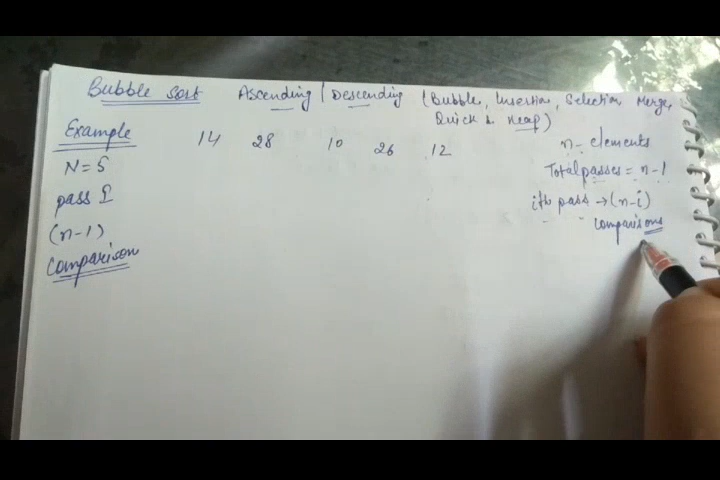 Bubble Sort Ascending / Descending (Bubble, Insertion, Selection Merge,
Quick & Heap)
Example 14 28 10 26 12
N=5
pass 1
(n-1)
Comparison
n- elements
Total passes = n-1
ith pass → (n-i)
comparisons